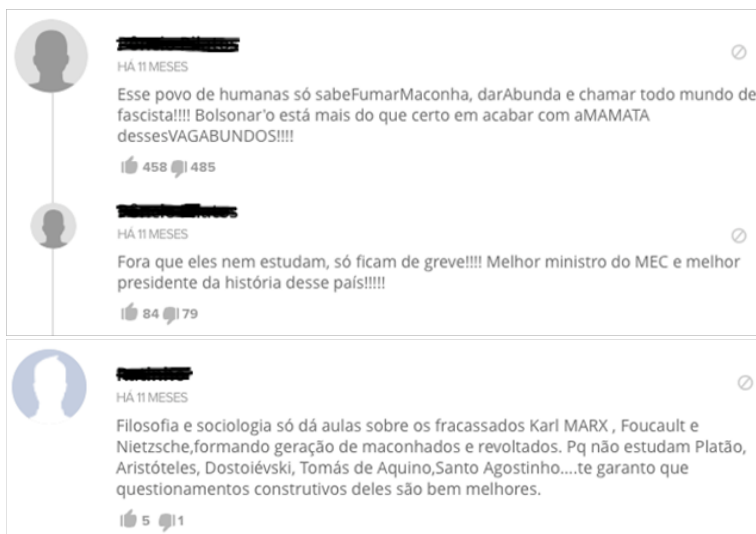 HÁ 11 MESES
Esse povo de humanas só sabeFumarMaconha, darAbunda e chamar todo mundo de
fascista!!!! Bolsonar'o está mais do que certo em acabar com aMAMATA
dessesVAGABUNDOS!!!!
458 485
HÁ 11 MESES
Fora que eles nem estudam, só ficam de greve!!!! Melhor ministro do MEC e melhor
presidente da história desse país!!!!!
84 79
HÁ 11 MESES
Filosofia e sociologia só dá aulas sobre os fracassados Karl MARX , Foucault e
Nietzsche,formando geração de maconhados e revoltados. Pq não estudam Platão,
Aristóteles, Dostoiévski, Tomás de Aquino,Santo Agostinho....te garanto que
questionamentos construtivos deles são bem melhores.
5 1